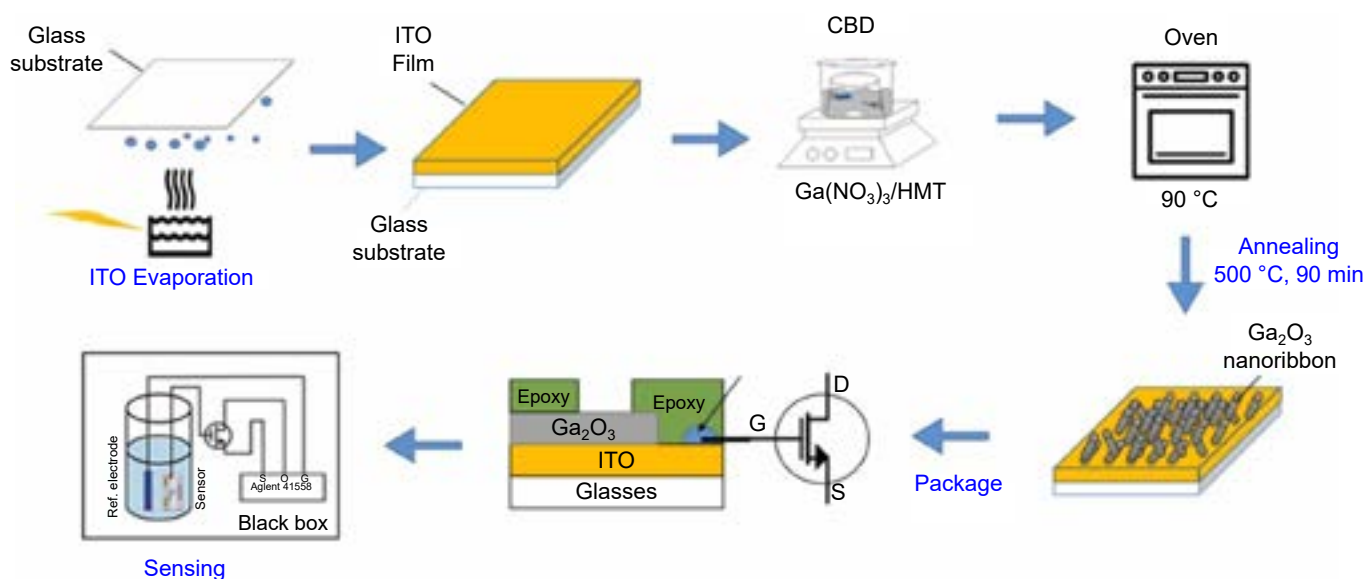 Glass
substrate
ITO Evaporation
ITO
Film
Glass
substrate
CBD
Ga(NO₃)₃/HMT
Oven
90 °C
Annealing
500 °C, 90 min
Ga₂O₃
nanoribbon
Package
Epoxy
Epoxy
Ga₂O₃
ITO
Glasses
G
D
S
Ref. electrode
Sensor
S O G
Aglent 41558
Black box
Sensing